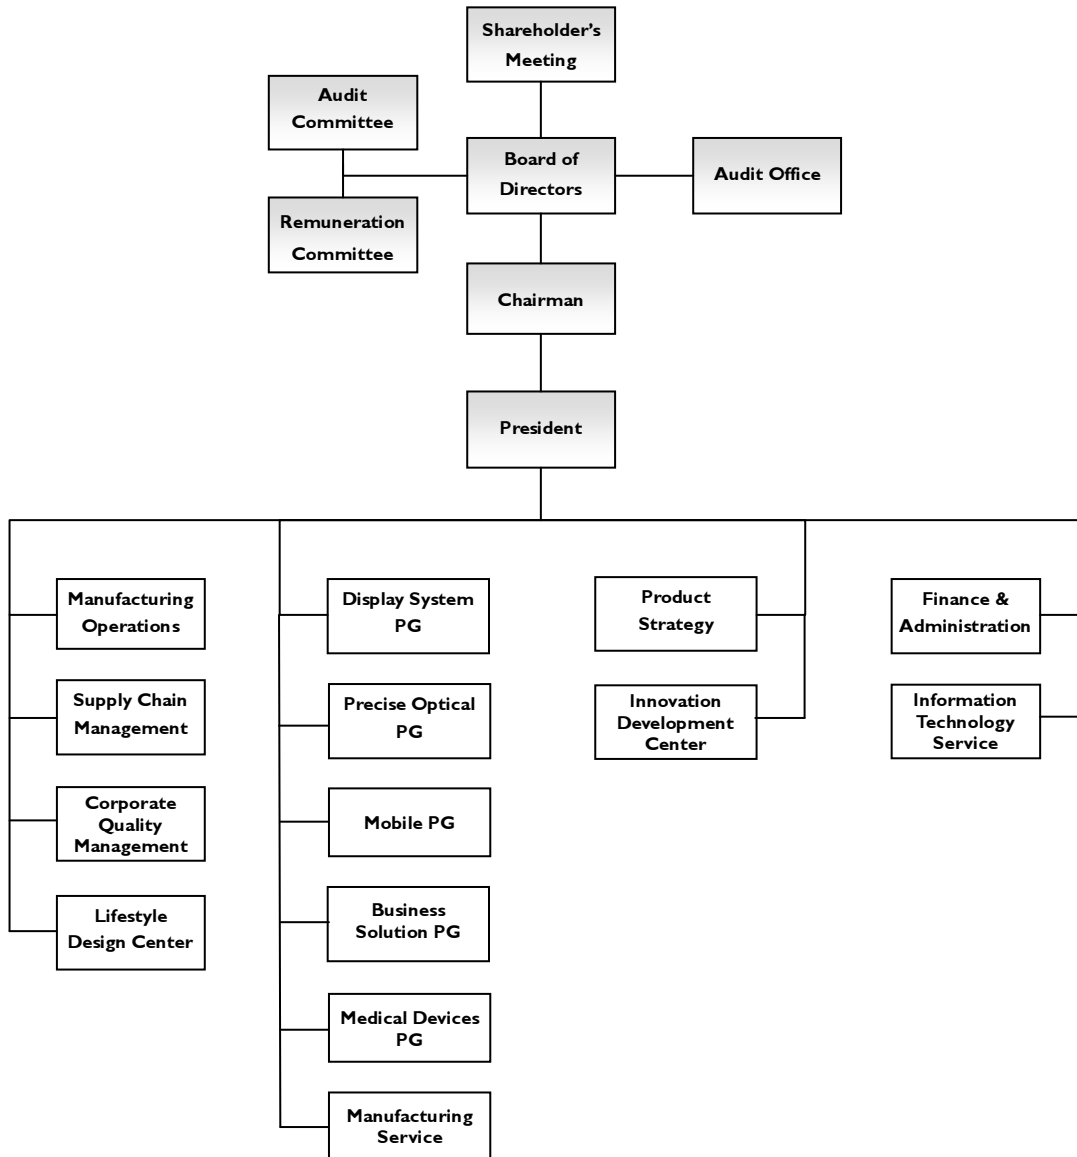 Shareholder’s
Meeting
Audit
Committee
Board of
Directors
Audit Office
Remuneration
Committee
Chairman
President
Manufacturing
Operations
Supply Chain
Management
Corporate
Quality
Management
Lifestyle
Design Center
Display System
PG
Precise Optical
PG
Mobile PG
Business
Solution PG
Medical Devices
PG
Manufacturing
Service
Product
Strategy
Innovation
Development
Center
Finance &
Administration
Information
Technology
Service